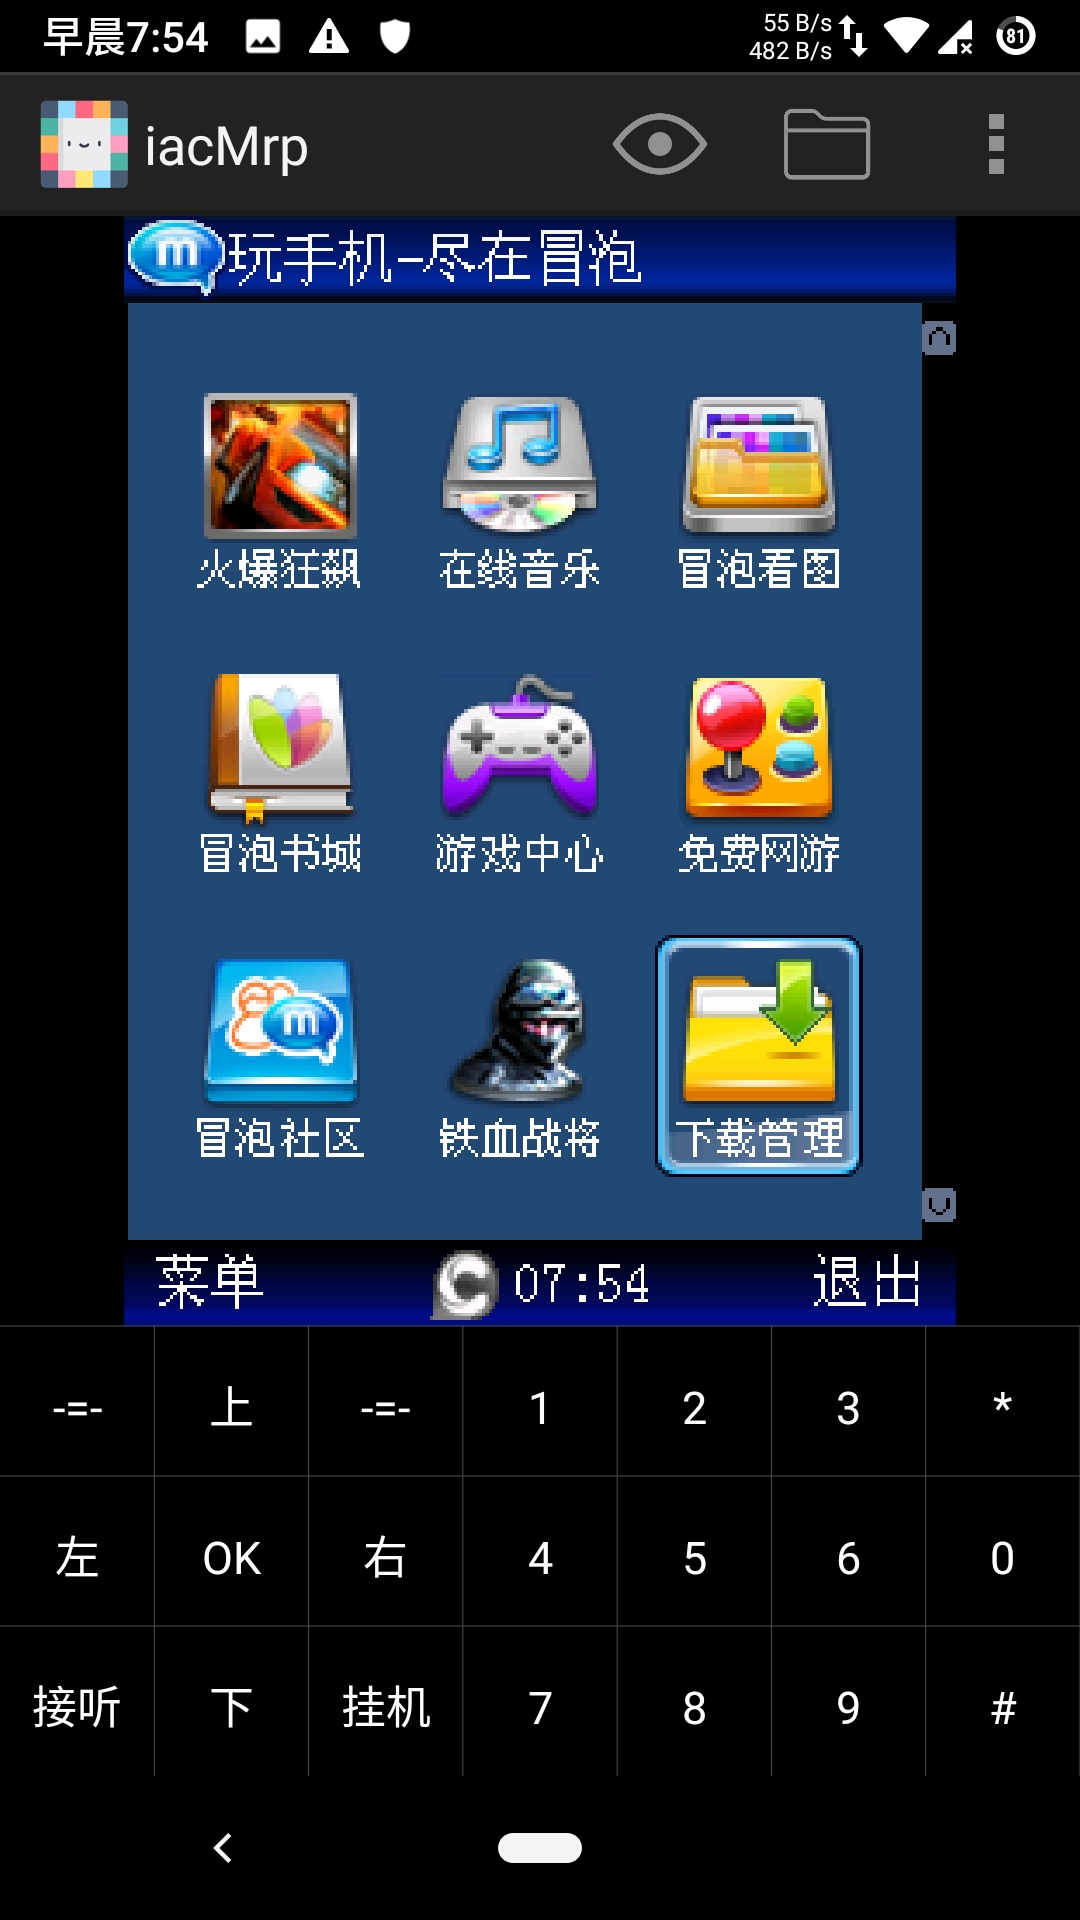 早晨7:54
55 B/s
482 B/s
81
iacMrp
m 玩手机-尽在冒泡
火爆狂飙 在线音乐 冒泡看图
冒泡书城 游戏中心 免费网游
m
冒泡社区 铁血战将 下载管理
菜单 07:54 退出
-=- 上 -=- 1 2 3 *
左 OK 右 4 5 6 0
接听 下 挂机 7 8 9 #